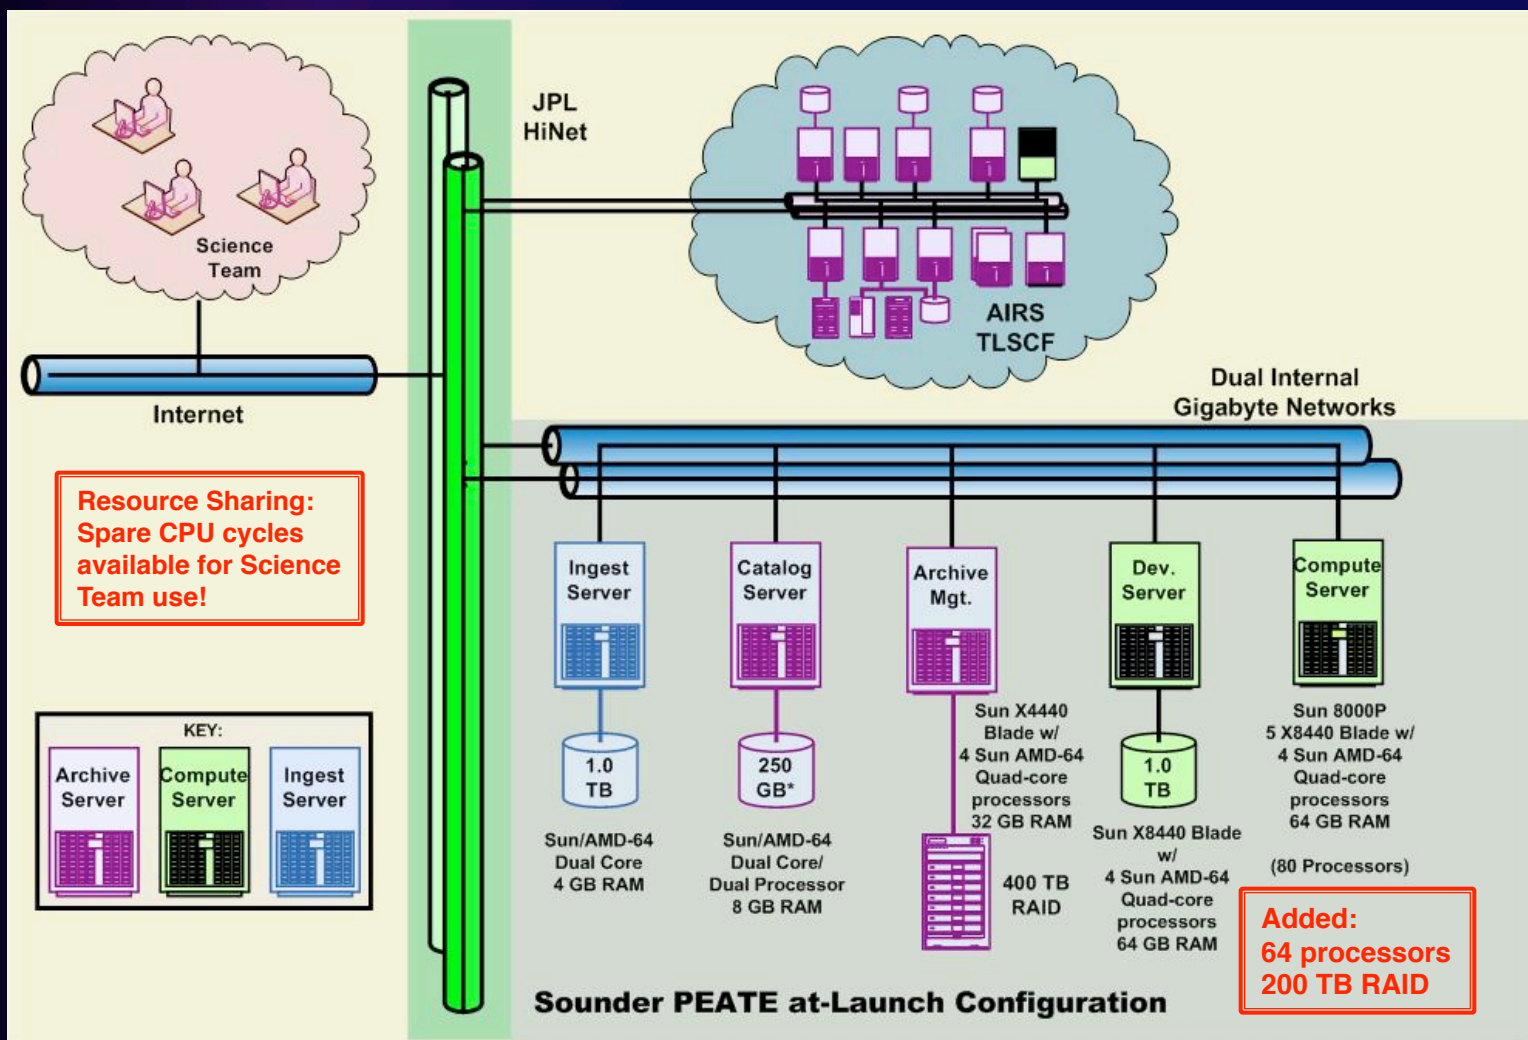 Science
Team
JPL
HiNet
AIRS
TLSCF
Internet
Dual Internal
Gigabyte Networks
Resource Sharing:
Spare CPU cycles
available for Science
Team use!
Ingest
Server
Catalog
Server
Archive
Mgt.
Dev.
Server
Compute
Server
1.0
TB
Sun/AMD-64
Dual Core
4 GB RAM
250
GB*
Sun/AMD-64
Dual Core/
Dual Processor
8 GB RAM
Sun X4440
Blade w/
4 Sun AMD-64
Quad-core
processors
32 GB RAM
400 TB
RAID
1.0
TB
Sun X8440 Blade
w/
4 Sun AMD-64
Quad-core
processors
64 GB RAM
Sun 8000P
5 X8440 Blade w/
4 Sun AMD-64
Quad-core
processors
64 GB RAM
(80 Processors)
KEY:
Archive
Server
Compute
Server
Ingest
Server
Added:
64 processors
200 TB RAID
Sounder PEATE at-Launch Configuration